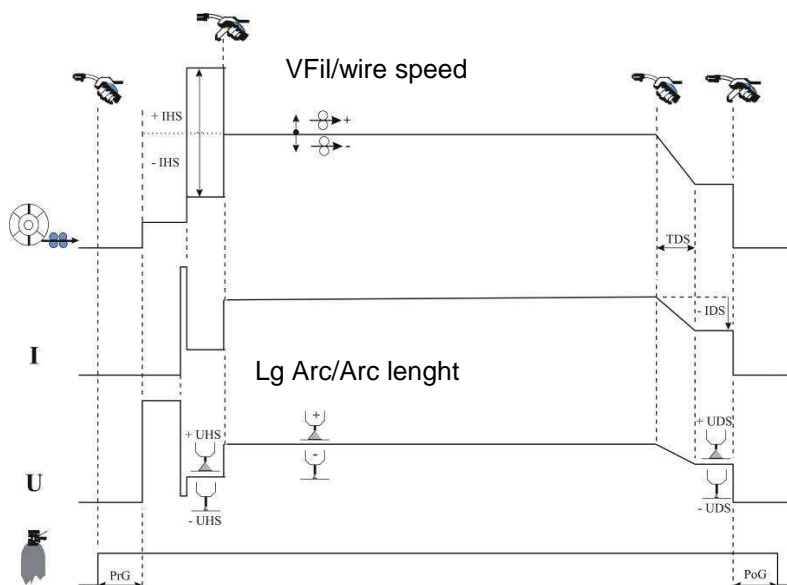 VFil/wire speed
+ IHS
+
-
- IHS
TDS
- IDS
I
Lg Arc/Arc lenght
+
+ UHS
+ UDS
-
U
- UHS
- UDS
PrG
PoG